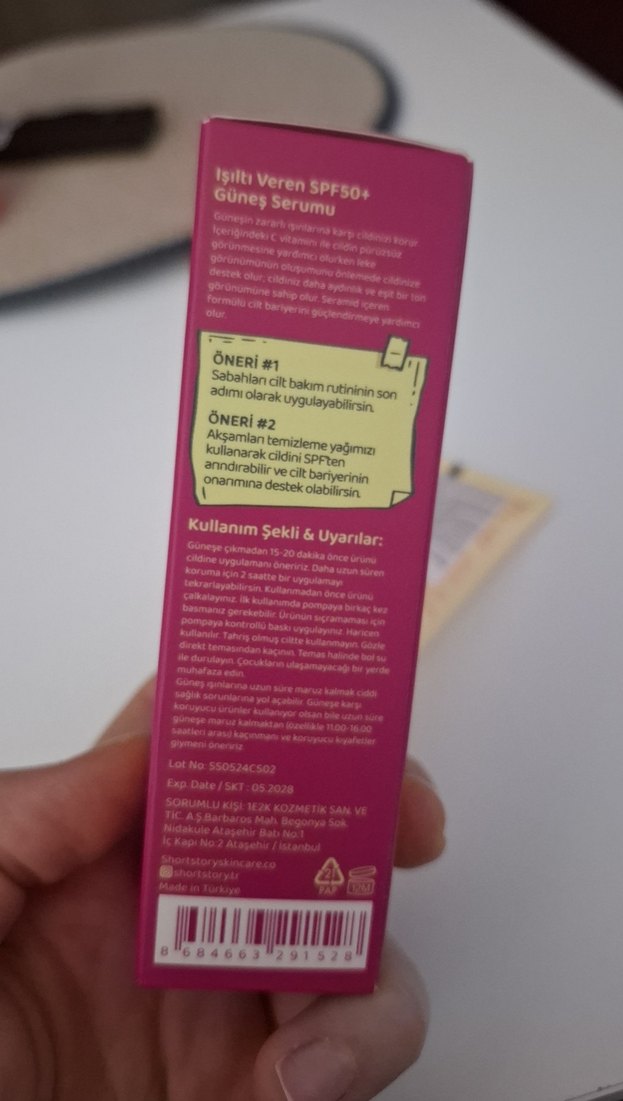 Işıltı Veren SPF50+
Güneş Serumu
Güneşin zararlı ışınlarına karşı cildinizi korur
İçeriğindeki C vitamini ile cildin pürüzsüz
görünmesine yardımcı olurken leke
görünümünün oluşumunu önlemede cildinize
destek olur, cildiniz daha aydınlık ve eşit bir ton
görünümüne sahip olur. Seramid içeren
formülü cilt bariyerini güçlendirmeye yardımcı
olur.
ÖNERİ #1
Sabahları cilt bakım rutininin son
adımı olarak uygulayabilirsin.
ÖNERİ #2
Akşamları temizleme yağımızı
kullanarak cildini SPF'ten
arındırabilir ve cilt bariyerinin
onarımına destek olabilirsin.
Kullanım Şekli & Uyarılar:
Güneşe çıkmadan 15-20 dakika önce ürünü
cildine uygulamanı öneririz. Daha uzun süren
koruma için 2 saatte bir uygulamayı
tekrarlayabilirsin. Kullanmadan önce ürünü
çalkalayınız. İlk kullanımda pompaya birkaç kez
basmanız gerekebilir. Ürünün sıçramaması için
pompaya kontrollü baskı uygulayınız. Haricen
kullanılır. Tahriş olmuş ciltte kullanmayın. Gözle
direkt temasından kaçının. Temas halinde bol su
ile durulayın. Çocukların ulaşamayacağı bir yerde
muhafaza edin.
Güneş ışınlarına uzun süre maruz kalmak ciddi
sağlık sorunlarına yol açabilir. Güneşe karşı
koruyucu ürünler kullanıyor olsan bile uzun süre
güneşe maruz kalmaktan (özellikle 11.00-16.00
saatleri arası) kaçınmanı ve koruyucu kıyafetler
giymeni öneririz.
Lot No: SS0524CS02
Exp. Date / SKT : 05.2028
SORUMLU KİŞİ: 1E2K KOZMETİK SAN. VE
TİC. A.Ş.Barbaros Mah. Begonya Sok.
Nidakule Ataşehir Batı No:1
İç Kapı No:2 Ataşehir / İstanbul
Shortstoryskincare.co
shortstory.tr
Made in Türkiye
21
PAP
12M
8 684663 291528